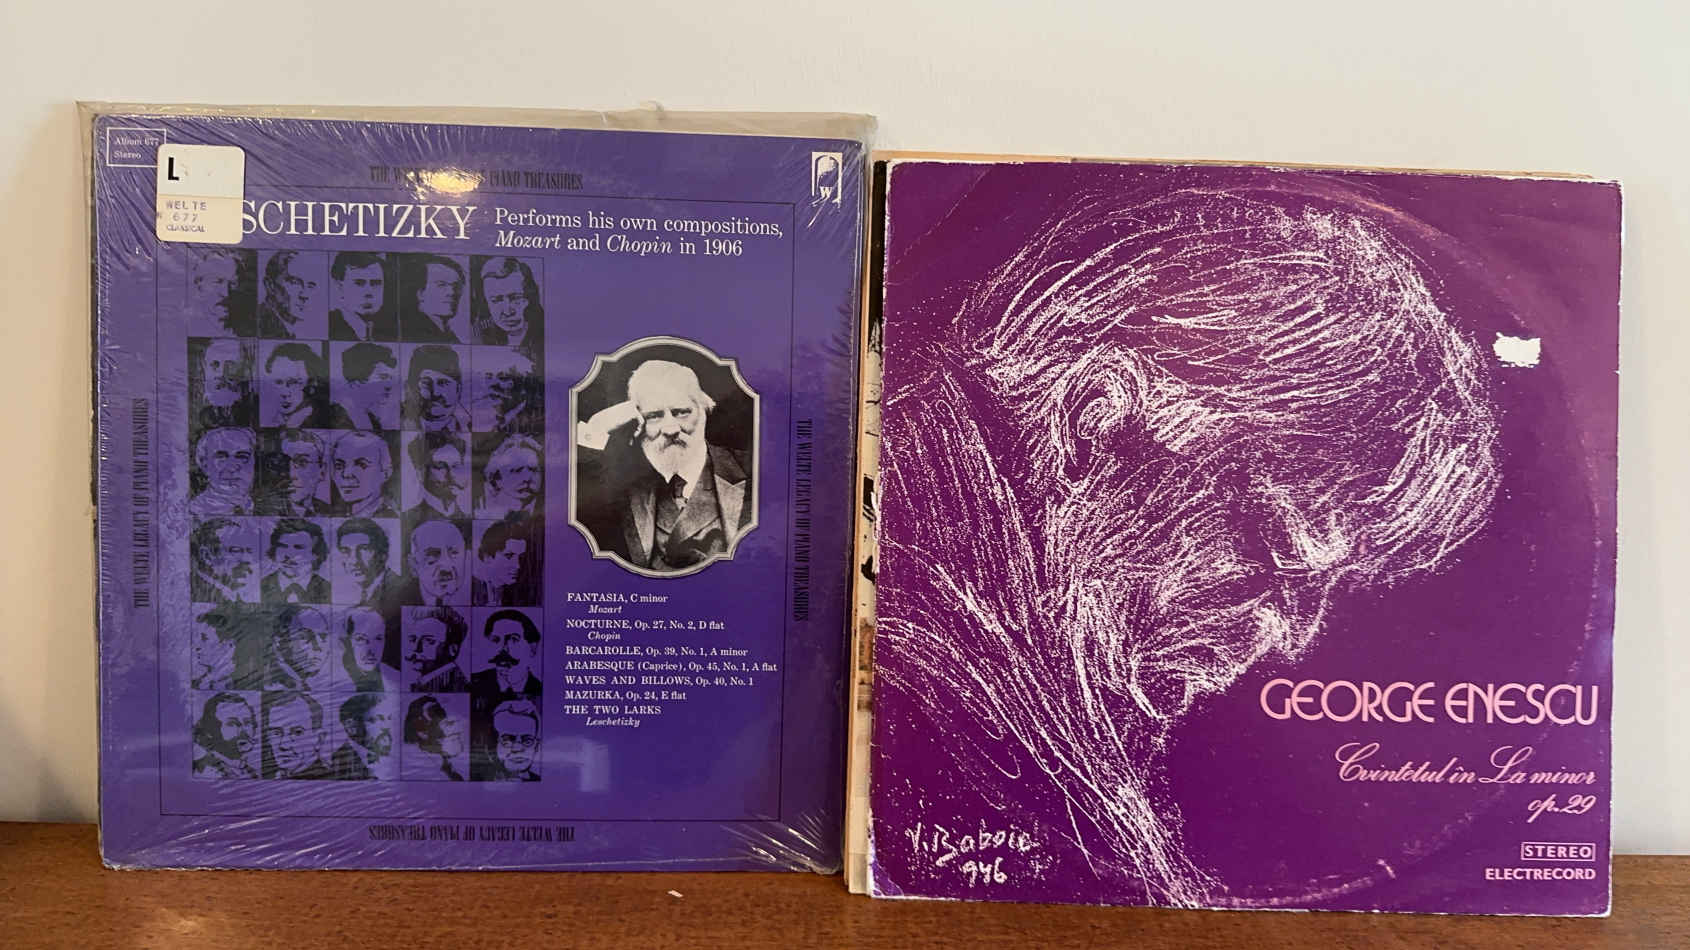 Album 677
Stereo
L
WELTE
677
CLASSICAL
THE WELTE LEGACY OF PIANO TREASURES
W
SCHETIZKY
Performs his own compositions,
Mozart and Chopin in 1906
THE WELTE LEGACY OF PIANO TREASURES
THE WELTE LEGACY OF PIANO TREASURES
FANTASIA, C minor
Mozart
NOCTURNE, Op. 27, No. 2, D flat
Chopin
BARCAROLLE, Op. 39, No. 1, A minor
ARABESQUE (Caprice), Op. 45, No. 1, A flat
WAVES AND BILLOWS, Op. 40, No. 1
MAZURKA, Op. 24, E flat
THE TWO LARKS
Leschetizky
THE WELTE LEGACY OF PIANO TREASURES
GEORGE ENESCU
Cvintetul în La minor
op. 29
946
STEREO
ELECTRECORD